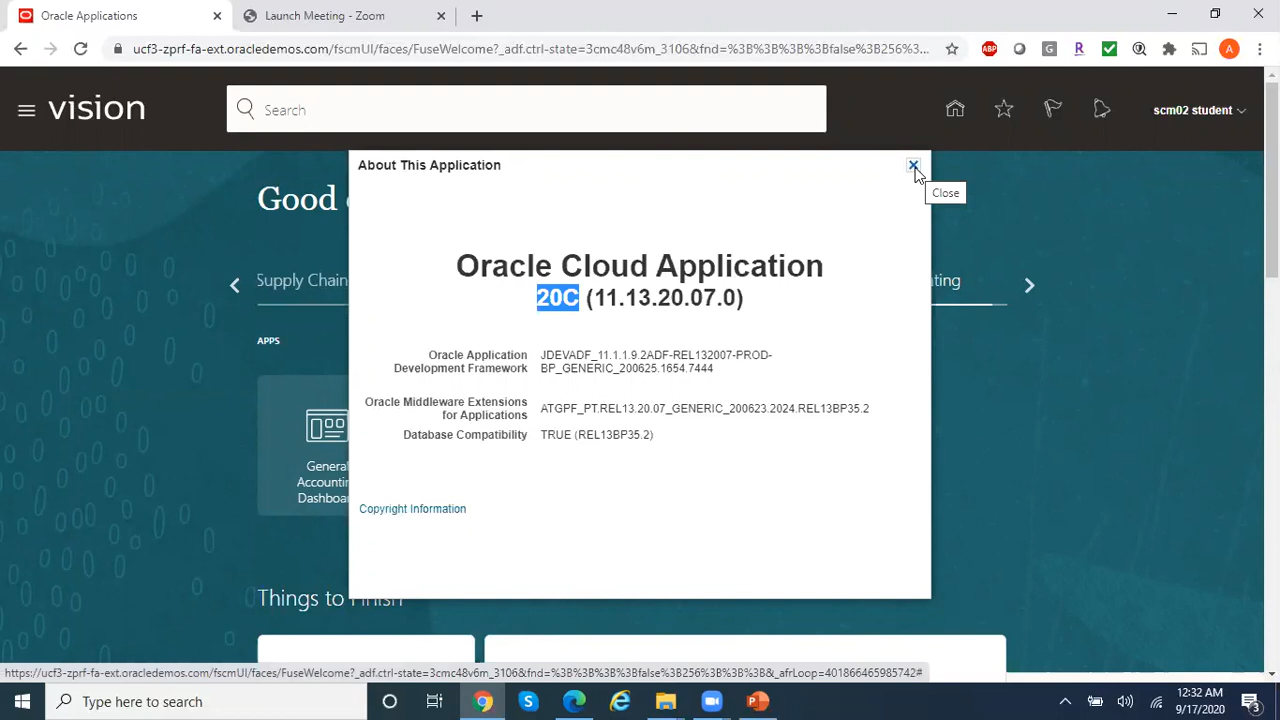 Oracle Applications
Launch Meeting - Zoom
ucf3-zprf-fa-ext.oracledemos.com/fscmUI/faces/FuseWelcome?_adf.ctrl-state=3cmc48v6m_3106&fnd=%3B%3B%3B%3Bfalse%3B256%3...
ABP
G
R
A
vision
Search
scm02 student
About This Application
Close
Good
Oracle Cloud Application
20C (11.13.20.07.0)
Supply Chain
ating
APPS
Oracle Application Development Framework
JDEVADF_11.1.1.9.2ADF-REL132007-PROD-
BP_GENERIC_200625.1654.7444
Oracle Middleware Extensions for Applications
ATGPF_PT.REL13.20.07_GENERIC_200623.2024.REL13BP35.2
Database Compatibility
TRUE (REL13BP35.2)
General
Accountin
Dashboa
Copyright Information
Things to Finish
https://ucf3-zprf-fa-ext.oracledemos.com/fscmUI/faces/FuseWelcome?_adf.ctrl-state=3cmc48v6m_3106&fnd=%3B%3B%3B%3Bfalse%3B256%3B%3B%3B&_afrLoop=401866465985742#
Type here to search
12:32 AM
9/17/2020
3